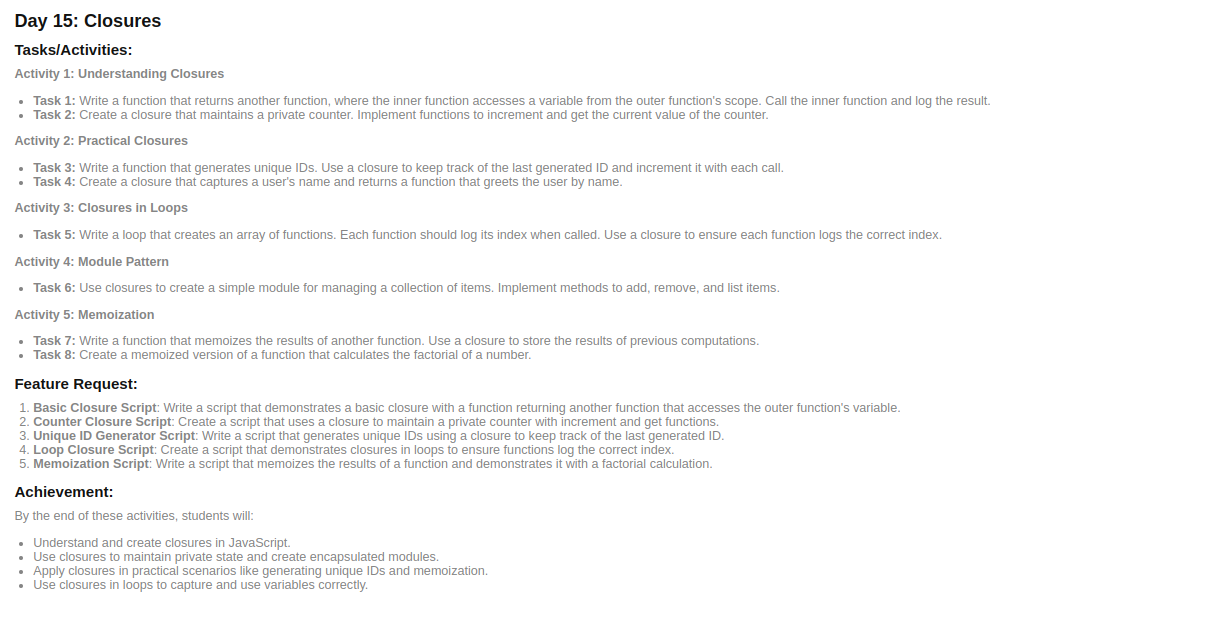 Day 15: Closures
Tasks/Activities:
Activity 1: Understanding Closures
• Task 1: Write a function that returns another function, where the inner function accesses a variable from the outer function's scope. Call the inner function and log the result.
• Task 2: Create a closure that maintains a private counter. Implement functions to increment and get the current value of the counter.
Activity 2: Practical Closures
• Task 3: Write a function that generates unique IDs. Use a closure to keep track of the last generated ID and increment it with each call.
• Task 4: Create a closure that captures a user's name and returns a function that greets the user by name.
Activity 3: Closures in Loops
• Task 5: Write a loop that creates an array of functions. Each function should log its index when called. Use a closure to ensure each function logs the correct index.
Activity 4: Module Pattern
• Task 6: Use closures to create a simple module for managing a collection of items. Implement methods to add, remove, and list items.
Activity 5: Memoization
• Task 7: Write a function that memoizes the results of another function. Use a closure to store the results of previous computations.
• Task 8: Create a memoized version of a function that calculates the factorial of a number.
Feature Request:
1. Basic Closure Script: Write a script that demonstrates a basic closure with a function returning another function that accesses the outer function's variable.
2. Counter Closure Script: Create a script that uses a closure to maintain a private counter with increment and get functions.
3. Unique ID Generator Script: Write a script that generates unique IDs using a closure to keep track of the last generated ID.
4. Loop Closure Script: Create a script that demonstrates closures in loops to ensure functions log the correct index.
5. Memoization Script: Write a script that memoizes the results of a function and demonstrates it with a factorial calculation.
Achievement:
By the end of these activities, students will:
• Understand and create closures in JavaScript.
• Use closures to maintain private state and create encapsulated modules.
• Apply closures in practical scenarios like generating unique IDs and memoization.
• Use closures in loops to capture and use variables correctly.